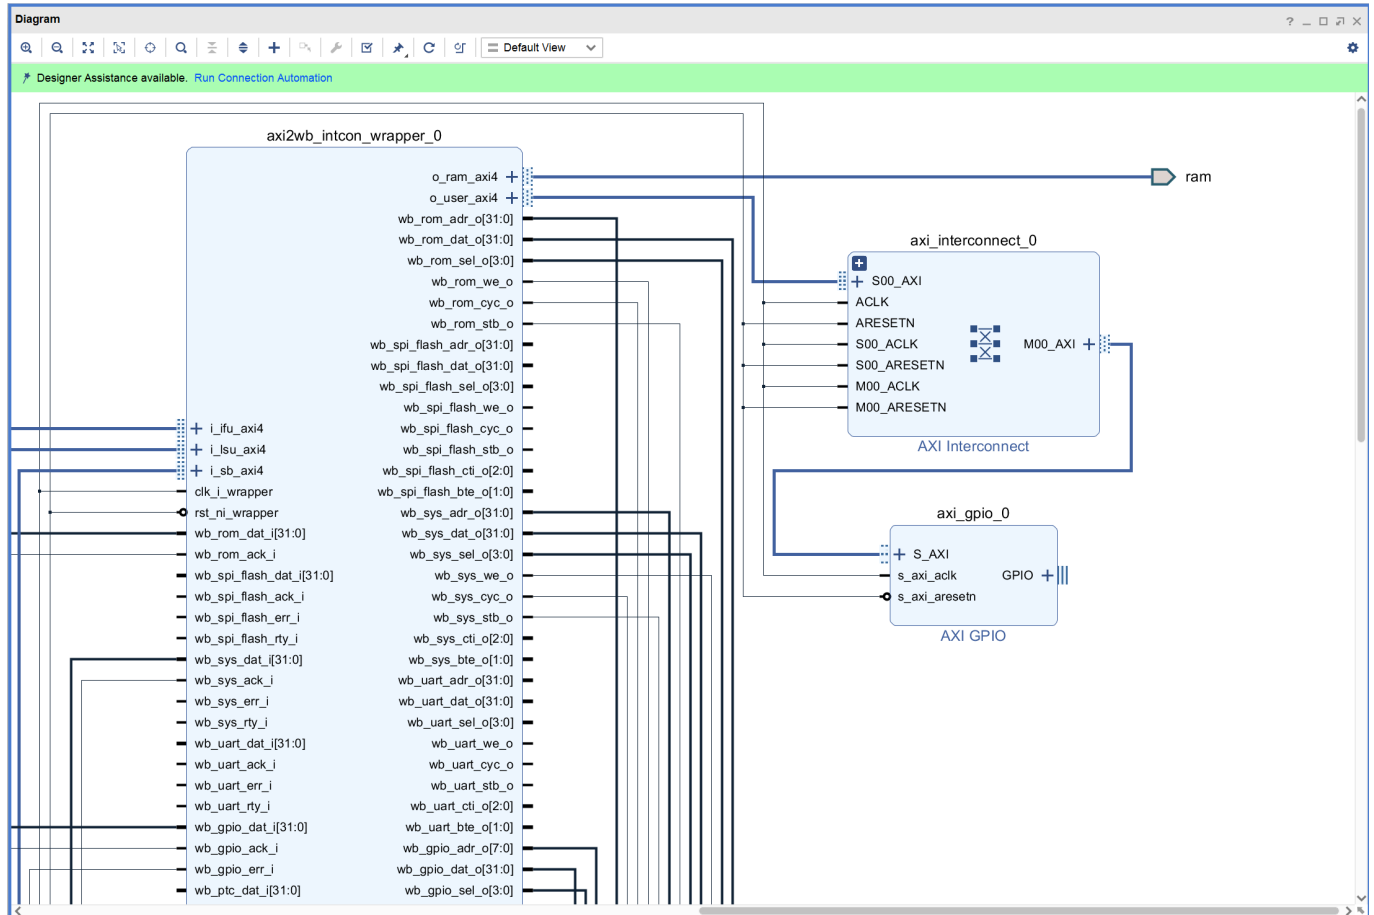 Diagram
Default View
Designer Assistance available. Run Connection Automation
axi2wb_intcon_wrapper_0
o_ram_axi4
o_user_axi4
wb_rom_adr_o[31:0]
wb_rom_dat_o[31:0]
wb_rom_sel_o[3:0]
wb_rom_we_o
wb_rom_cyc_o
wb_rom_stb_o
wb_spi_flash_adr_o[31:0]
wb_spi_flash_dat_o[31:0]
wb_spi_flash_sel_o[3:0]
wb_spi_flash_we_o
i_ifu_axi4 wb_spi_flash_cyc_o
i_lsu_axi4 wb_spi_flash_stb_o
i_sb_axi4 wb_spi_flash_cti_o[2:0]
clk_i_wrapper wb_spi_flash_bte_o[1:0]
rst_ni_wrapper wb_sys_adr_o[31:0]
wb_rom_dat_i[31:0] wb_sys_dat_o[31:0]
wb_rom_ack_i wb_sys_sel_o[3:0]
wb_spi_flash_dat_i[31:0] wb_sys_we_o
wb_spi_flash_ack_i wb_sys_cyc_o
wb_spi_flash_err_i wb_sys_stb_o
wb_spi_flash_rty_i wb_sys_cti_o[2:0]
wb_sys_dat_i[31:0] wb_sys_bte_o[1:0]
wb_sys_ack_i wb_uart_adr_o[31:0]
wb_sys_err_i wb_uart_dat_o[31:0]
wb_sys_rty_i wb_uart_sel_o[3:0]
wb_uart_dat_i[31:0] wb_uart_we_o
wb_uart_ack_i wb_uart_cyc_o
wb_uart_err_i wb_uart_stb_o
wb_uart_rty_i wb_uart_cti_o[2:0]
wb_gpio_dat_i[31:0] wb_uart_bte_o[1:0]
wb_gpio_ack_i wb_gpio_adr_o[7:0]
wb_gpio_err_i wb_gpio_dat_o[31:0]
wb_ptc_dat_i[31:0] wb_gpio_sel_o[3:0]
ram
axi_interconnect_0
S00_AXI
ACLK
ARESETN
S00_ACLK M00_AXI
S00_ARESETN
M00_ACLK
M00_ARESETN
AXI Interconnect
axi_gpio_0
S_AXI
s_axi_aclk GPIO
s_axi_aresetn
AXI GPIO